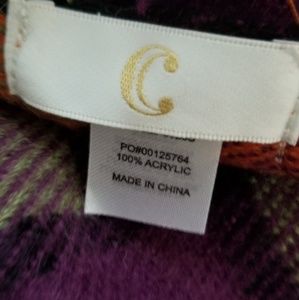 C
PO#00125764
100% ACRYLIC
MADE IN CHINA